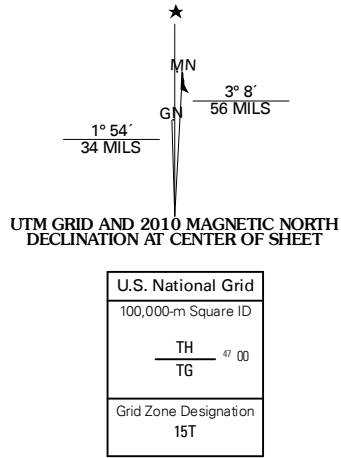 ★
MN
3° 8´
56 MILS
GN
1° 54´
34 MILS
UTM GRID AND 2010 MAGNETIC NORTH
DECLINATION AT CENTER OF SHEET
U.S. National Grid
100,000-m Square ID
TH
47 00
TG
Grid Zone Designation
15T